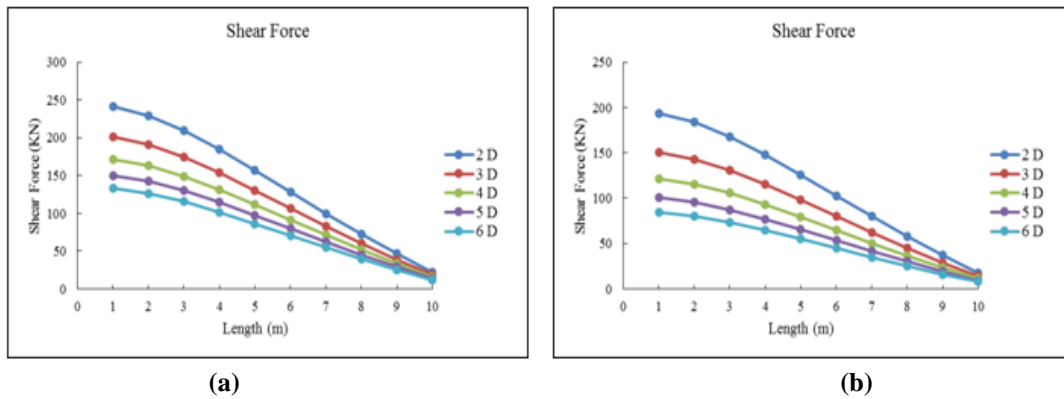 Shear Force
300
250
200
150
100
50
0
Shear Force (KN)
0 1 2 3 4 5 6 7 8 9 10
Length (m)
2 D
3 D
4 D
5 D
6 D
(a)
Shear Force
250
200
150
100
50
0
Shear Force (KN)
0 1 2 3 4 5 6 7 8 9 10
Length (m)
2 D
3 D
4 D
5 D
6 D
(b)